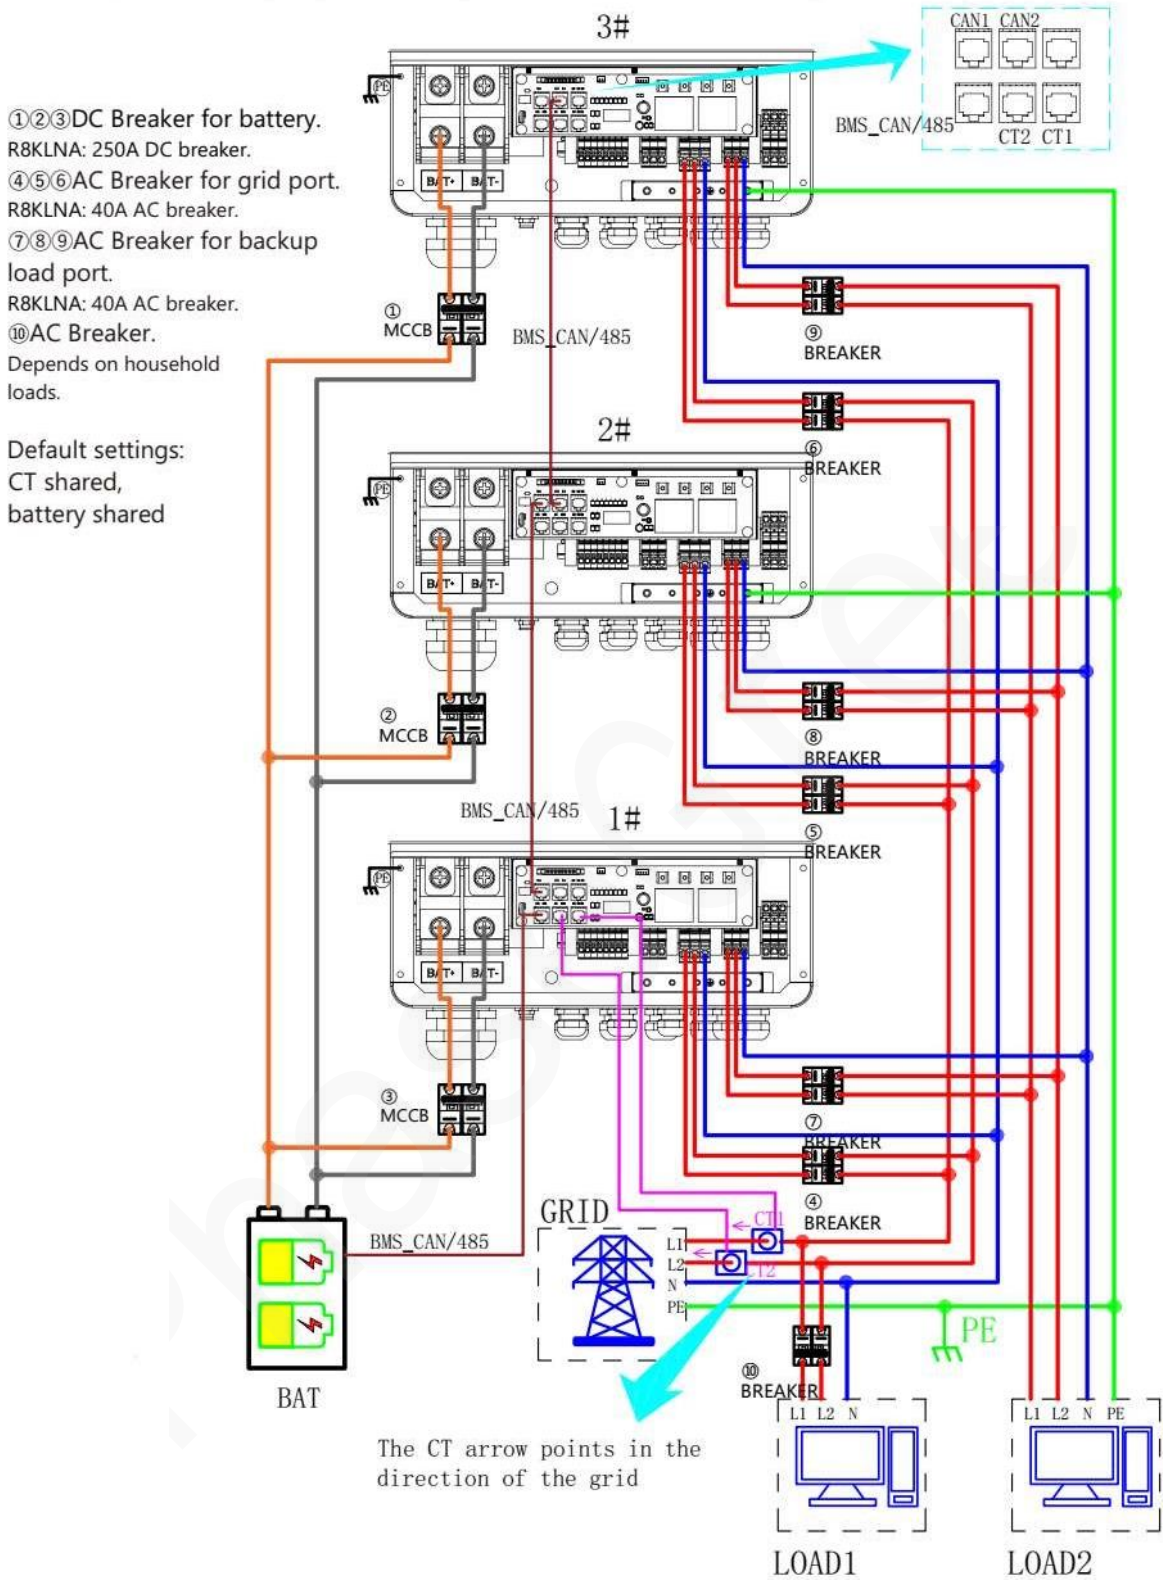 3#
CAN1 CAN2
BMS_CAN/485
CT2 CT1
①②③DC Breaker for battery.
R8KLNA: 250A DC breaker.
④⑤⑥AC Breaker for grid port.
R8KLNA: 40A AC breaker.
⑦⑧⑨AC Breaker for backup
load port.
R8KLNA: 40A AC breaker.
⑩AC Breaker.
Depends on household
loads.
Default settings:
CT shared,
battery shared
PE
BAT+ BAT-
①
MCCB
BMS_CAN/485
⑨
BREAKER
2#
⑥
BREAKER
PE
BAT+ BAT-
②
MCCB
⑧
BREAKER
BMS_CAN/485
1#
⑤
BREAKER
PE
BAT+ BAT-
③
MCCB
⑦
BREAKER
④
BREAKER
GRID
CT1
L1
CT2
L2
N
PE
BMS_CAN/485
PE
BAT
⑩
BREAKER
L1 L2 N
L1 L2 N PE
The CT arrow points in the
direction of the grid
LOAD1
LOAD2